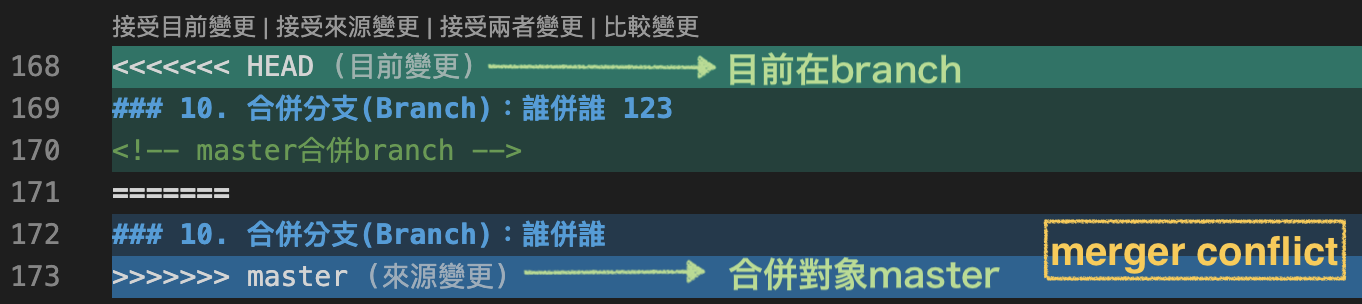 接受目前變更 | 接受來源變更 | 接受兩者變更 | 比較變更
168 <<<<<<< HEAD (目前變更) 目前在branch
169 ### 10. 合併分支(Branch)：誰併誰 123
170 <!-- master合併branch -->
171 =======
172 ### 10. 合併分支(Branch)：誰併誰
173 >>>>>>> master (來源變更) 合併對象master
merger conflict